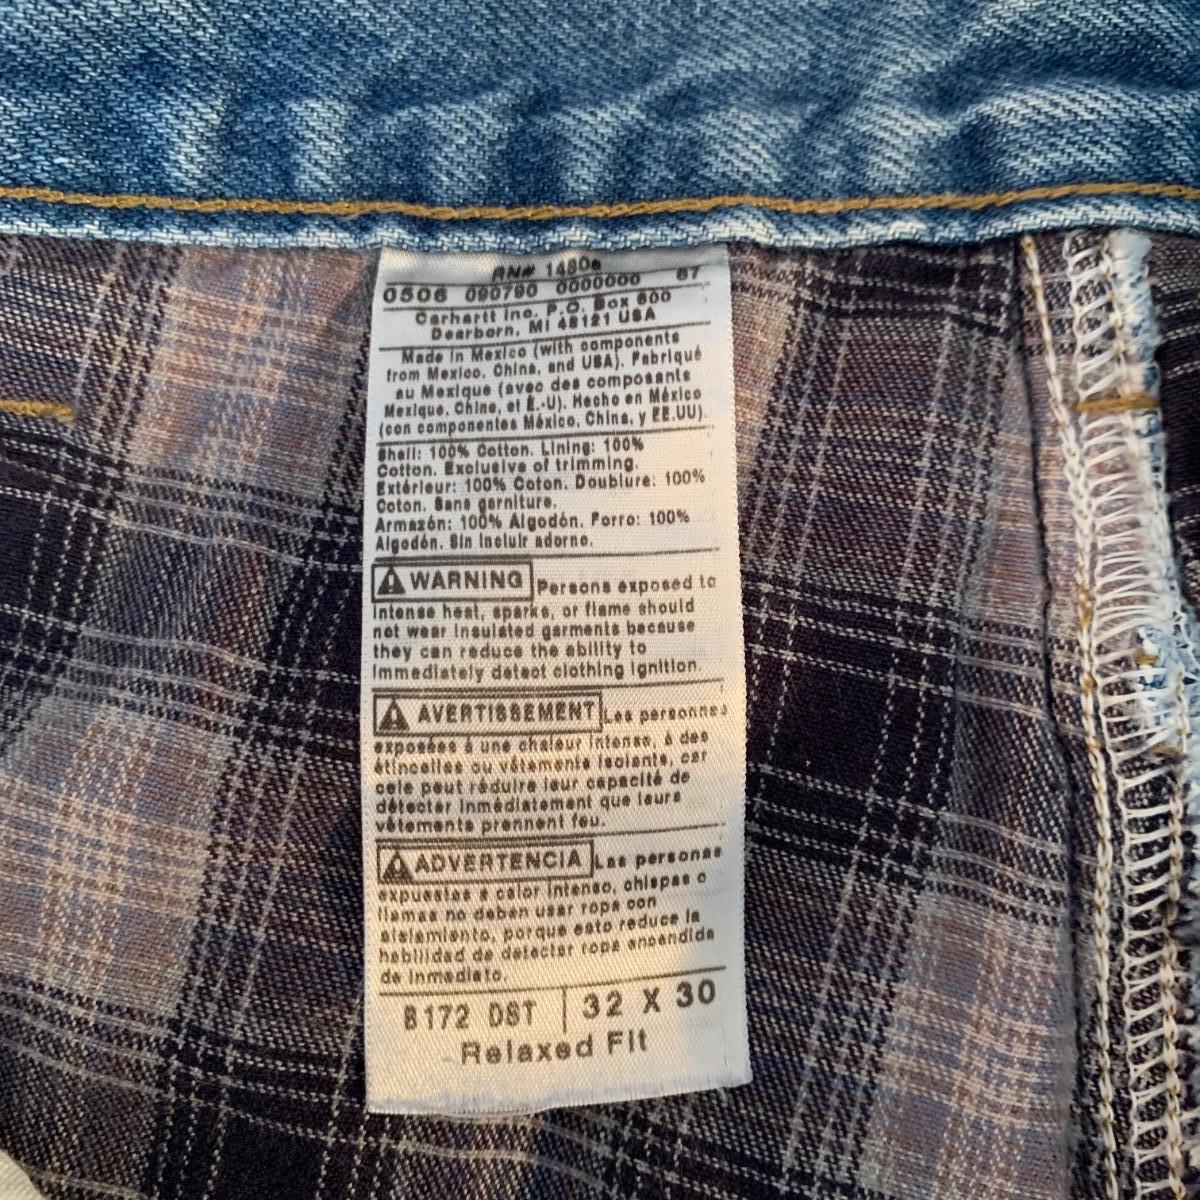 RN# 14806
0506 090790 0000000 67
Carhartt Inc. P.O. Box 600
Dearborn, MI 48121 USA
Made in Mexico (with components
from Mexico, China, and USA). Fabriqué
au Mexique (avec des composants
Mexique, Chine, et É.-U). Hecho en México
(con componentes México, China, y EE.UU).
Shell: 100% Cotton. Lining: 100%
Cotton. Exclusive of trimming.
Extérieur: 100% Coton. Doublure: 100%
Coton. Sans garniture.
Armazón: 100% Algodón. Forro: 100%
Algodón. Sin incluir adorno.
WARNING Persons exposed to
intense heat, sparks, or flame should
not wear insulated garments because
they can reduce the ability to
immediately detect clothing ignition.
AVERTISSEMENT Les personnes
exposées à une chaleur intense, à des
étincelles ou vêtements isolants, car
cela peut réduire leur capacité de
détecter inmédiatement que leurs
vêtements prennent feu.
ADVERTENCIA Las personas
expuestas a calor intenso, chispas o
llamas no deben usar ropa con
aislamiento, porque esto reduce la
habilidad de detectar ropa encendida
de inmediato.
B172 DST | 32 X 30
Relaxed Fit